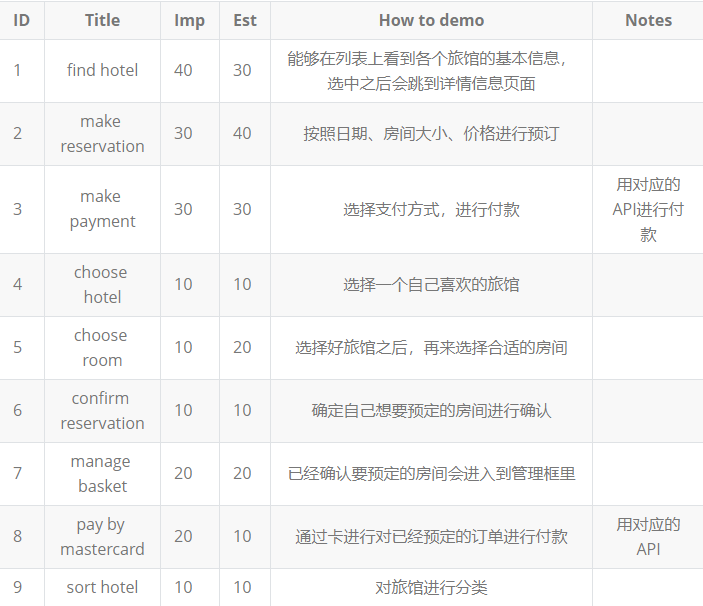 ID Title Imp Est How to demo Notes
1 find hotel 40 30 能够在列表上看到各个旅馆的基本信息，
选中之后会跳到详情信息页面
2 make
reservation 30 40 按照日期、房间大小、价格进行预订
3 make
payment 30 30 选择支付方式，进行付款 用对应的
API进行付
款
4 choose
hotel 10 10 选择一个自己喜欢的旅馆
5 choose
room 10 20 选择好旅馆之后，再来选择合适的房间
6 confirm
reservation 10 10 确定自己想要预定的房间进行确认
7 manage
basket 20 20 已经确认要预定的房间会进入到管理框里
8 pay by
mastercard 20 10 通过卡进行对已经预定的订单进行付款 用对应的
API
9 sort hotel 10 10 对旅馆进行分类